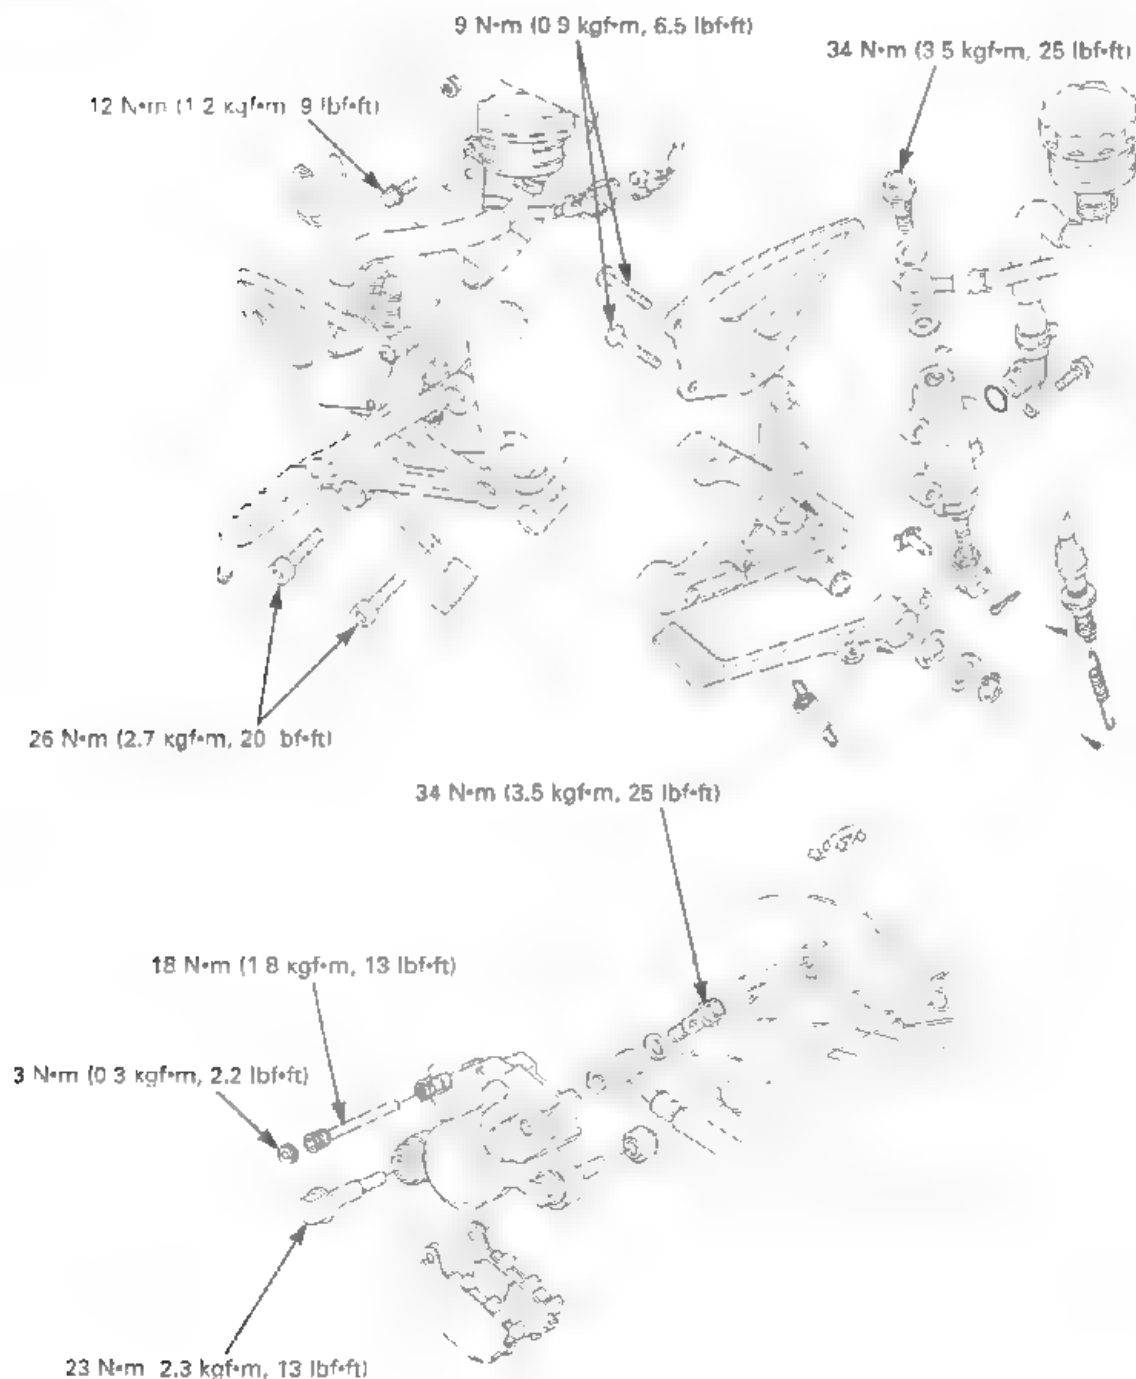 9 N•m (0 9 kgf•m, 6.5 lbf•ft)
34 N•m (3 5 kgf•m, 25 lbf•ft)
12 N•m (1 2 kgf•m 9 lbf•ft)
26 N•m (2.7 kgf•m, 20 bf•ft)
34 N•m (3.5 kgf•m, 25 lbf•ft)
18 N•m (1 8 kgf•m, 13 lbf•ft)
3 N•m (0 3 kgf•m, 2.2 lbf•ft)
23 N•m 2.3 kgf•m, 13 lbf•ft)